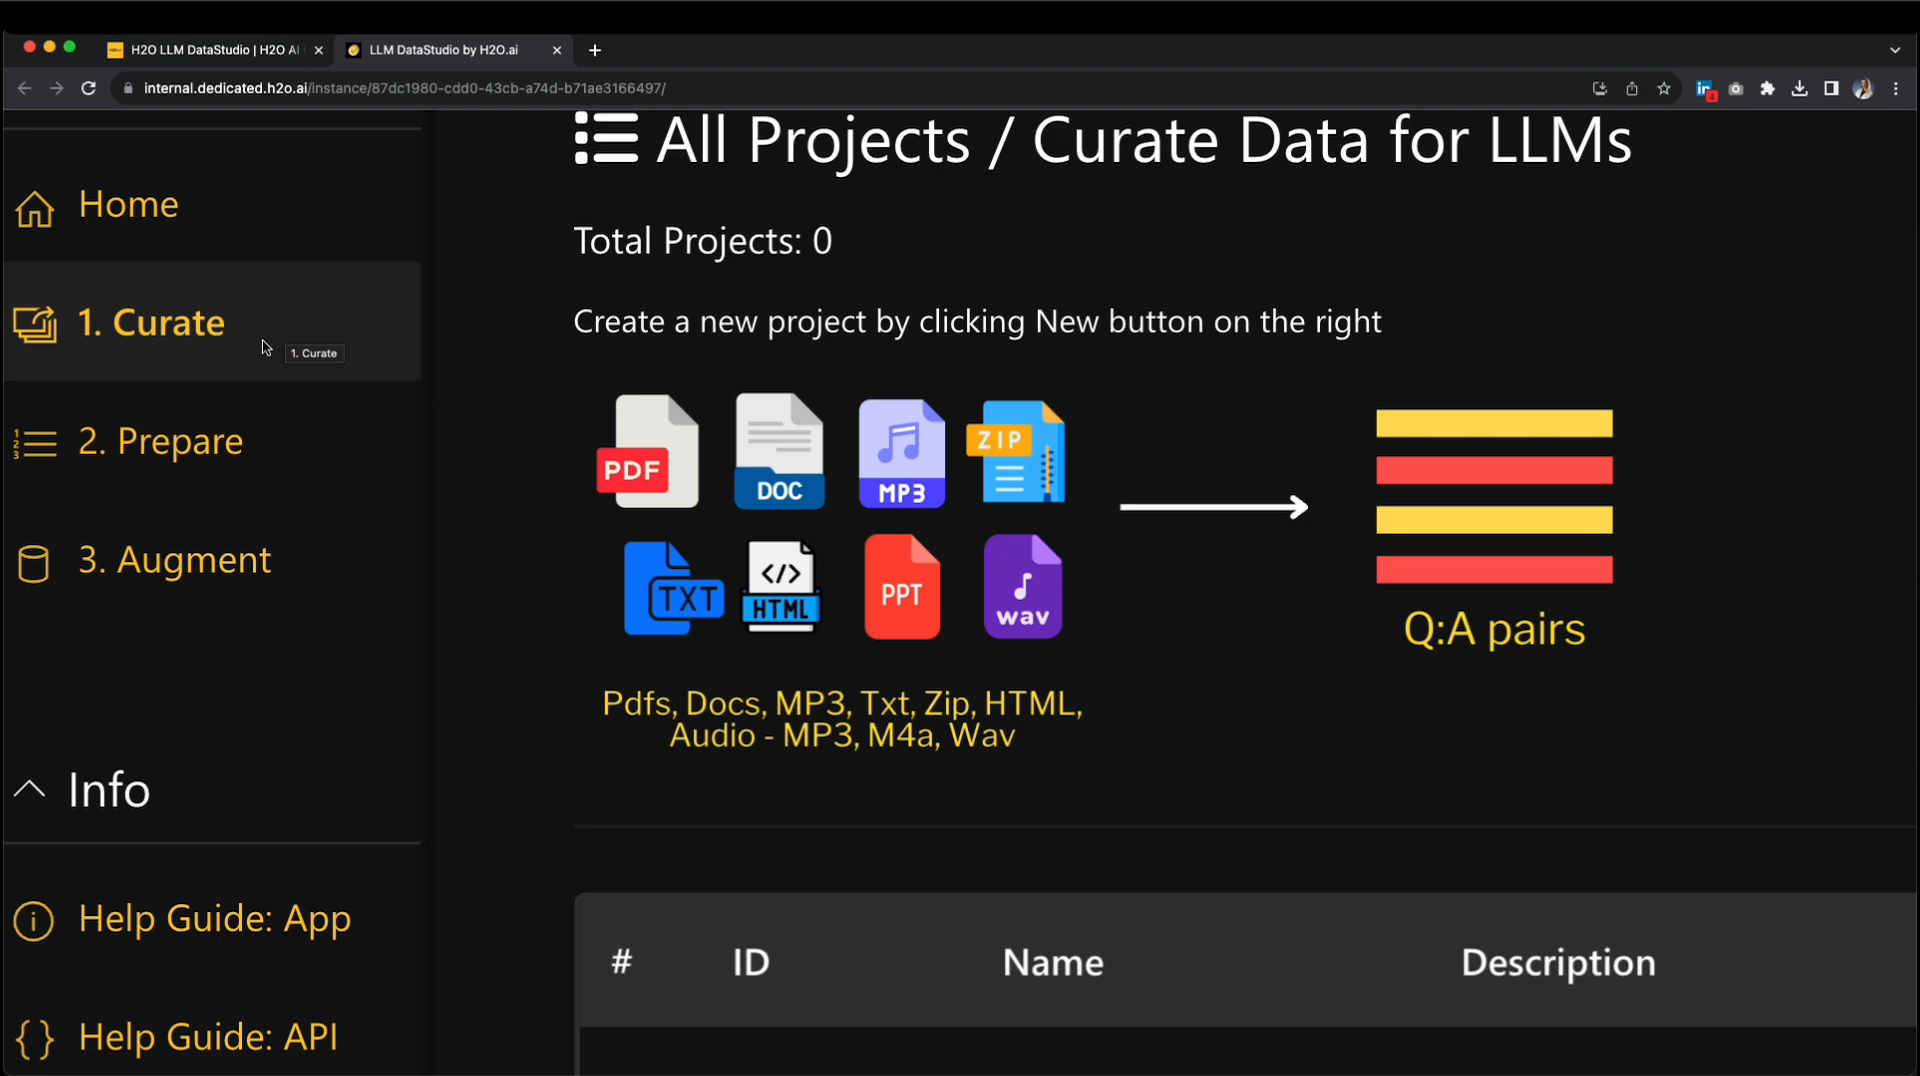 H2O LLM DataStudio | H2O AI
LLM DataStudio by H2O.ai
internal.dedicated.h2o.ai/instance/87dc1980-cdd0-43cb-a74d-b71ae3166497/
4
All Projects / Curate Data for LLMs
Home
Total Projects: 0
1. Curate
1. Curate
Create a new project by clicking New button on the right
2. Prepare
PDF
DOC
MP3
ZIP
3. Augment
TXT
</>
HTML
PPT
wav
Q:A pairs
Pdfs, Docs, MP3, Txt, Zip, HTML,
Audio - MP3, M4a, Wav
Info
Help Guide: App
# ID Name Description
Help Guide: API